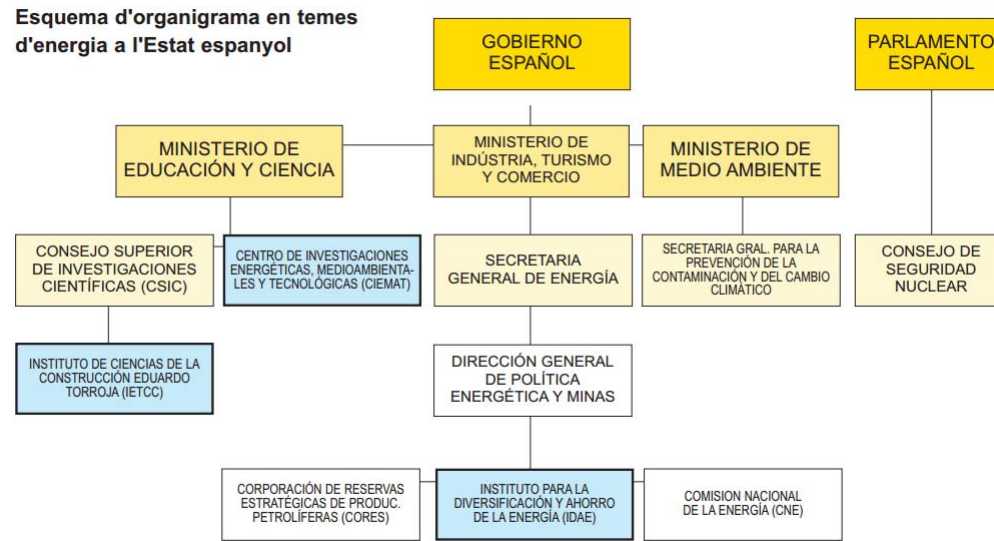 Esquema d'organigrama en temes
d'energia a l'Estat espanyol
GOBIERNO
ESPAÑOL
PARLAMENTO
ESPAÑOL
MINISTERIO DE
EDUCACIÓN Y CIENCIA
MINISTERIO DE
INDÚSTRIA, TURISMO
Y COMERCIO
MINISTERIO DE
MEDIO AMBIENTE
CONSEJO SUPERIOR
DE INVESTIGACIONES
CIENTÍFICAS (CSIC)
CENTRO DE INVESTIGACIONES
ENERGÉTICAS, MEDIOAMBIENTA-
LES Y TECNOLÓGICAS (CIEMAT)
SECRETARIA
GENERAL DE ENERGÍA
SECRETARIA GRAL. PARA LA
PREVENCIÓN DE LA
CONTAMINACIÓN Y DEL CAMBIO
CLIMÁTICO
CONSEJO DE
SEGURIDAD
NUCLEAR
INSTITUTO DE CIENCIAS DE LA
CONSTRUCCIÓN EDUARDO
TORROJA (IETCC)
DIRECCIÓN GENERAL
DE POLÍTICA
ENERGÉTICA Y MINAS
CORPORACIÓN DE RESERVAS
ESTRATÉGICAS DE PRODUC.
PETROLÍFERAS (CORES)
INSTITUTO PARA LA
DIVERSIFICACIÓN Y AHORRO
DE LA ENERGÍA (IDAE)
COMISION NACIONAL
DE LA ENERGÍA (CNE)